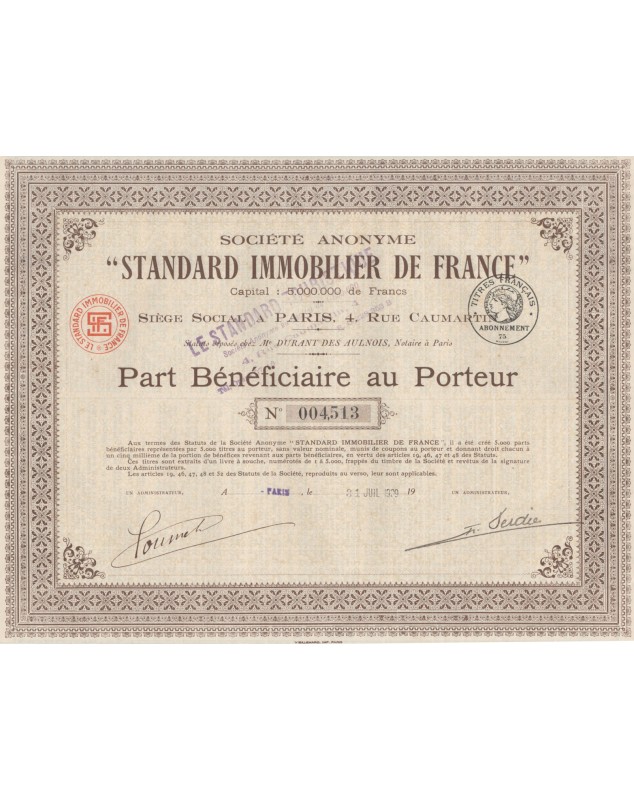 SOCIÉTÉ ANONYME
"STANDARD IMMOBILIER DE FRANCE"
Capital : 5.000.000 de Francs
SIÈGE SOCIAL A PARIS, 4, RUE CAUMARTIN
Statuts déposés chez Me DURANT DES AULNOIS, Notaire à Paris
LE STANDARD IMMOBILIER DE FRANCE
TITRES FRANÇAIS
ABONNEMENT
75
LE STANDARD
Part Bénéficiaire au Porteur
N° 004,513
Aux termes des Statuts de la Société Anonyme "STANDARD IMMOBILIER DE FRANCE", il a été créé 5.000 parts
bénéficiaires représentées par 5.000 titres au porteur, sans valeur nominale, munis de coupons au porteur et donnant droit chacun à
un cinq millième de la portion de bénéfices revenant aux parts bénéficiaires, en vertu des articles 19, 46, 47 et 48 des Statuts.
Ces titres sont extraits d'un livre à souche, numérotés de 1 à 5.000, frappés du timbre de la Société et revêtus de la signature
de deux Administrateurs.
Les articles 19, 46, 47, 48 et 52 des Statuts de la Société, reproduits au verso, leur sont applicables.
UN ADMINISTRATEUR, A - PARIS , le 31 JUIL 1929 19 UN ADMINISTRATEUR,